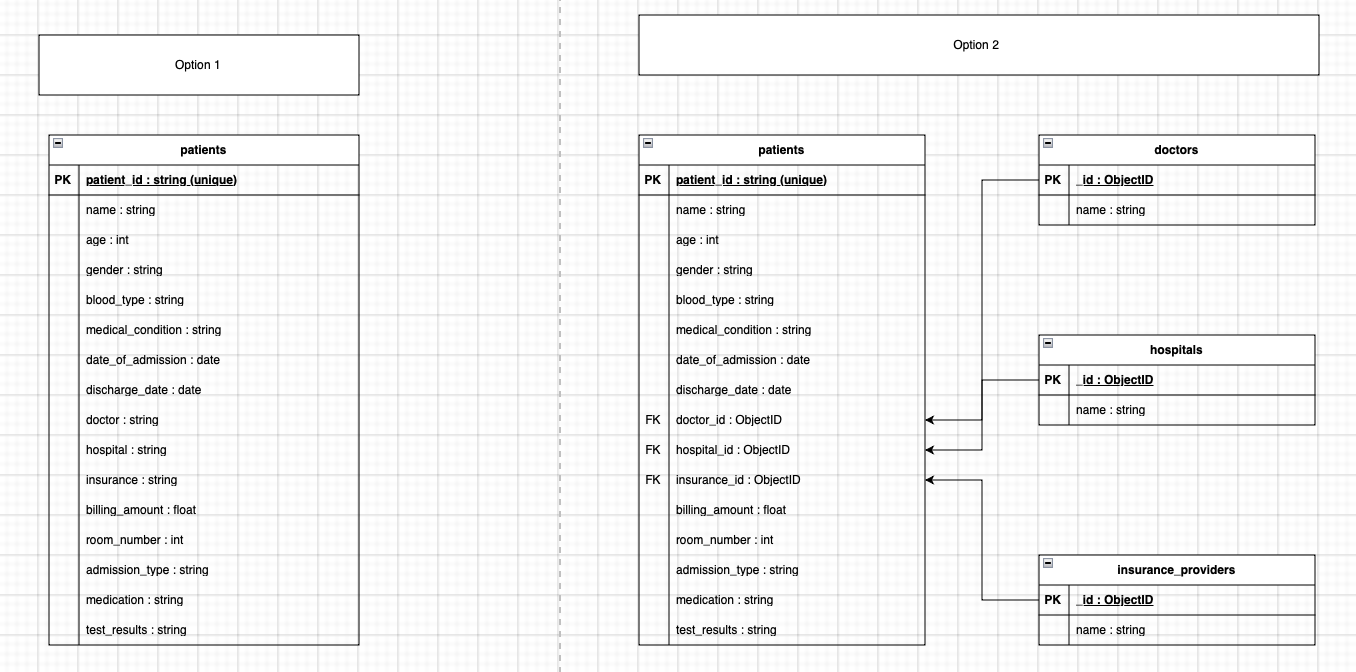 Option 1
patients
PK patient_id : string (unique)
name : string
age : int
gender : string
blood_type : string
medical_condition : string
date_of_admission : date
discharge_date : date
doctor : string
hospital : string
insurance : string
billing_amount : float
room_number : int
admission_type : string
medication : string
test_results : string
Option 2
patients
PK patient_id : string (unique)
name : string
age : int
gender : string
blood_type : string
medical_condition : string
date_of_admission : date
discharge_date : date
FK doctor_id : ObjectID
FK hospital_id : ObjectID
FK insurance_id : ObjectID
billing_amount : float
room_number : int
admission_type : string
medication : string
test_results : string
doctors
PK _id : ObjectID
name : string
hospitals
PK _id : ObjectID
name : string
insurance_providers
PK _id : ObjectID
name : string